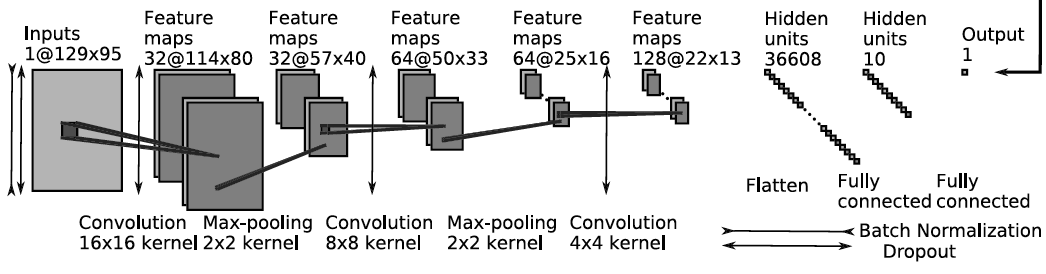 Inputs
1@129x95
Feature
maps
32@114x80
Feature
maps
32@57x40
Feature
maps
64@50x33
Feature
maps
64@25x16
Feature
maps
128@22x13
Hidden
units
36608
Hidden
units
10
Output
1
Convolution
16x16 kernel
Max-pooling
2x2 kernel
Convolution
8x8 kernel
Max-pooling
2x2 kernel
Convolution
4x4 kernel
Flatten
Fully
connected
Fully
connected
Batch Normalization
Dropout